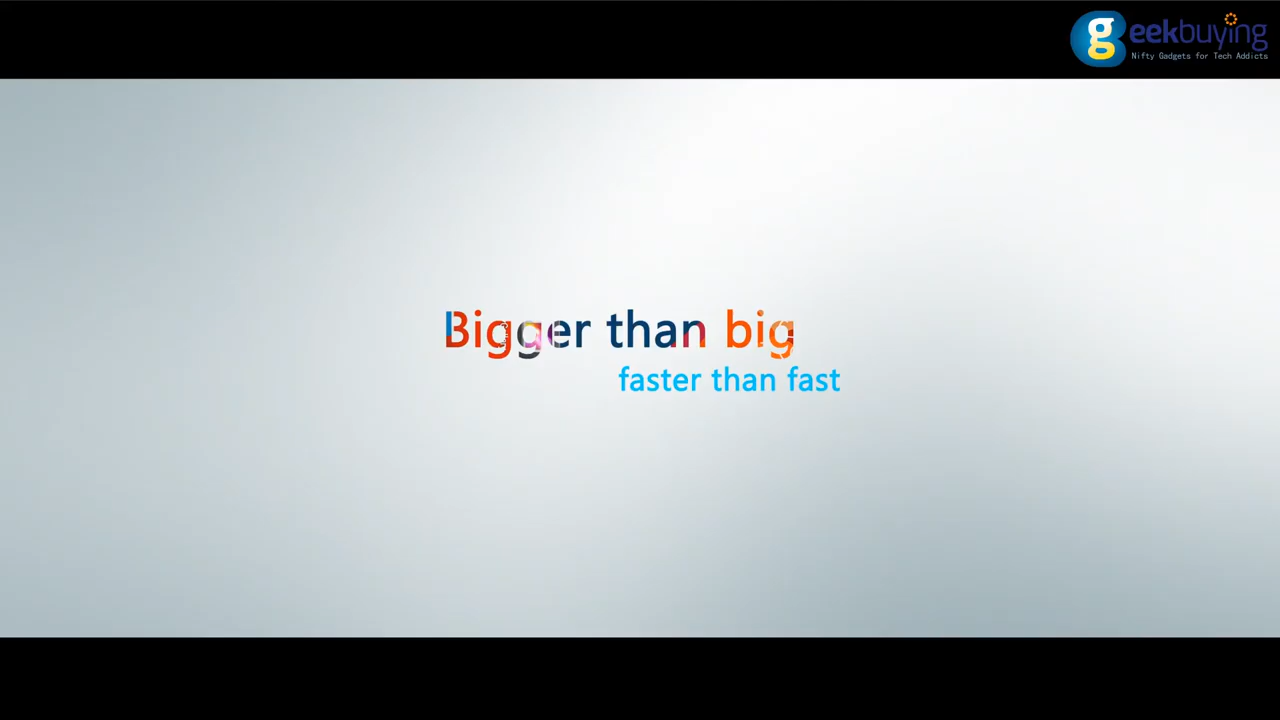 geekbuying
Nifty Gadgets for Tech Addicts
Bigger than big
faster than fast